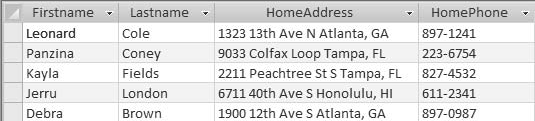 Firstname Lastname HomeAddress HomePhone
Leonard Cole 1323 13th Ave N Atlanta, GA 897-1241
Panzina Coney 9033 Colfax Loop Tampa, FL 223-6754
Kayla Fields 2211 Peachtree St S Tampa, FL 827-4532
Jerru London 6711 40th Ave S Honolulu, HI 611-2341
Debra Brown 1900 12th Ave S Atlanta, GA 897-0987